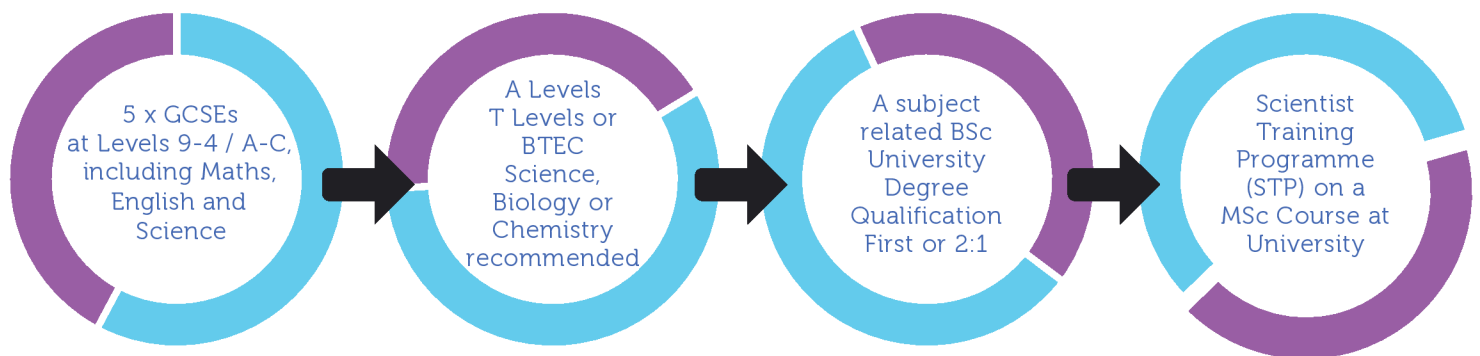 5 x GCSEs
at Levels 9-4 / A-C,
including Maths,
English and
Science
A Levels
T Levels or
BTEC
Science,
Biology or
Chemistry
recommended
A subject
related BSc
University
Degree
Qualification
First or 2:1
Scientist
Training
Programme
(STP) on a
MSc Course at
University